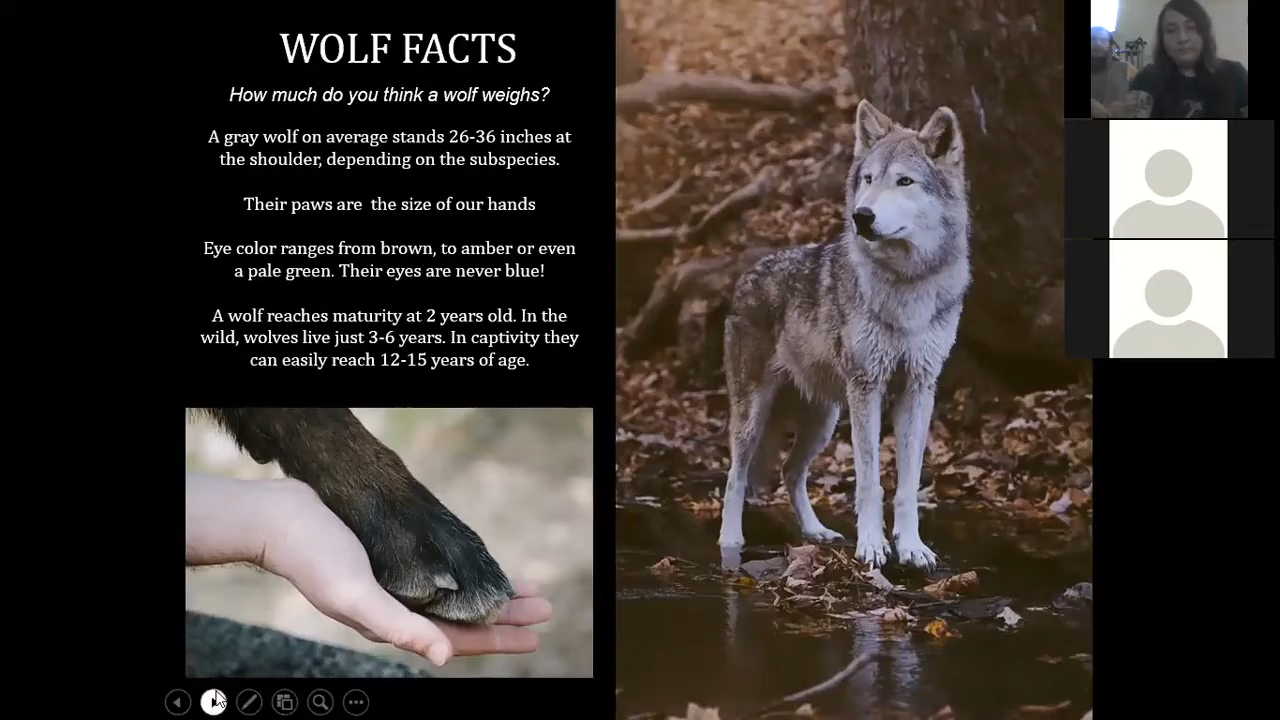 WOLF FACTS
How much do you think a wolf weighs?
A gray wolf on average stands 26-36 inches at
the shoulder, depending on the subspecies.
Their paws are  the size of our hands
Eye color ranges from brown, to amber or even
a pale green. Their eyes are never blue!
A wolf reaches maturity at 2 years old. In the
wild, wolves live just 3-6 years. In captivity they
can easily reach 12-15 years of age.